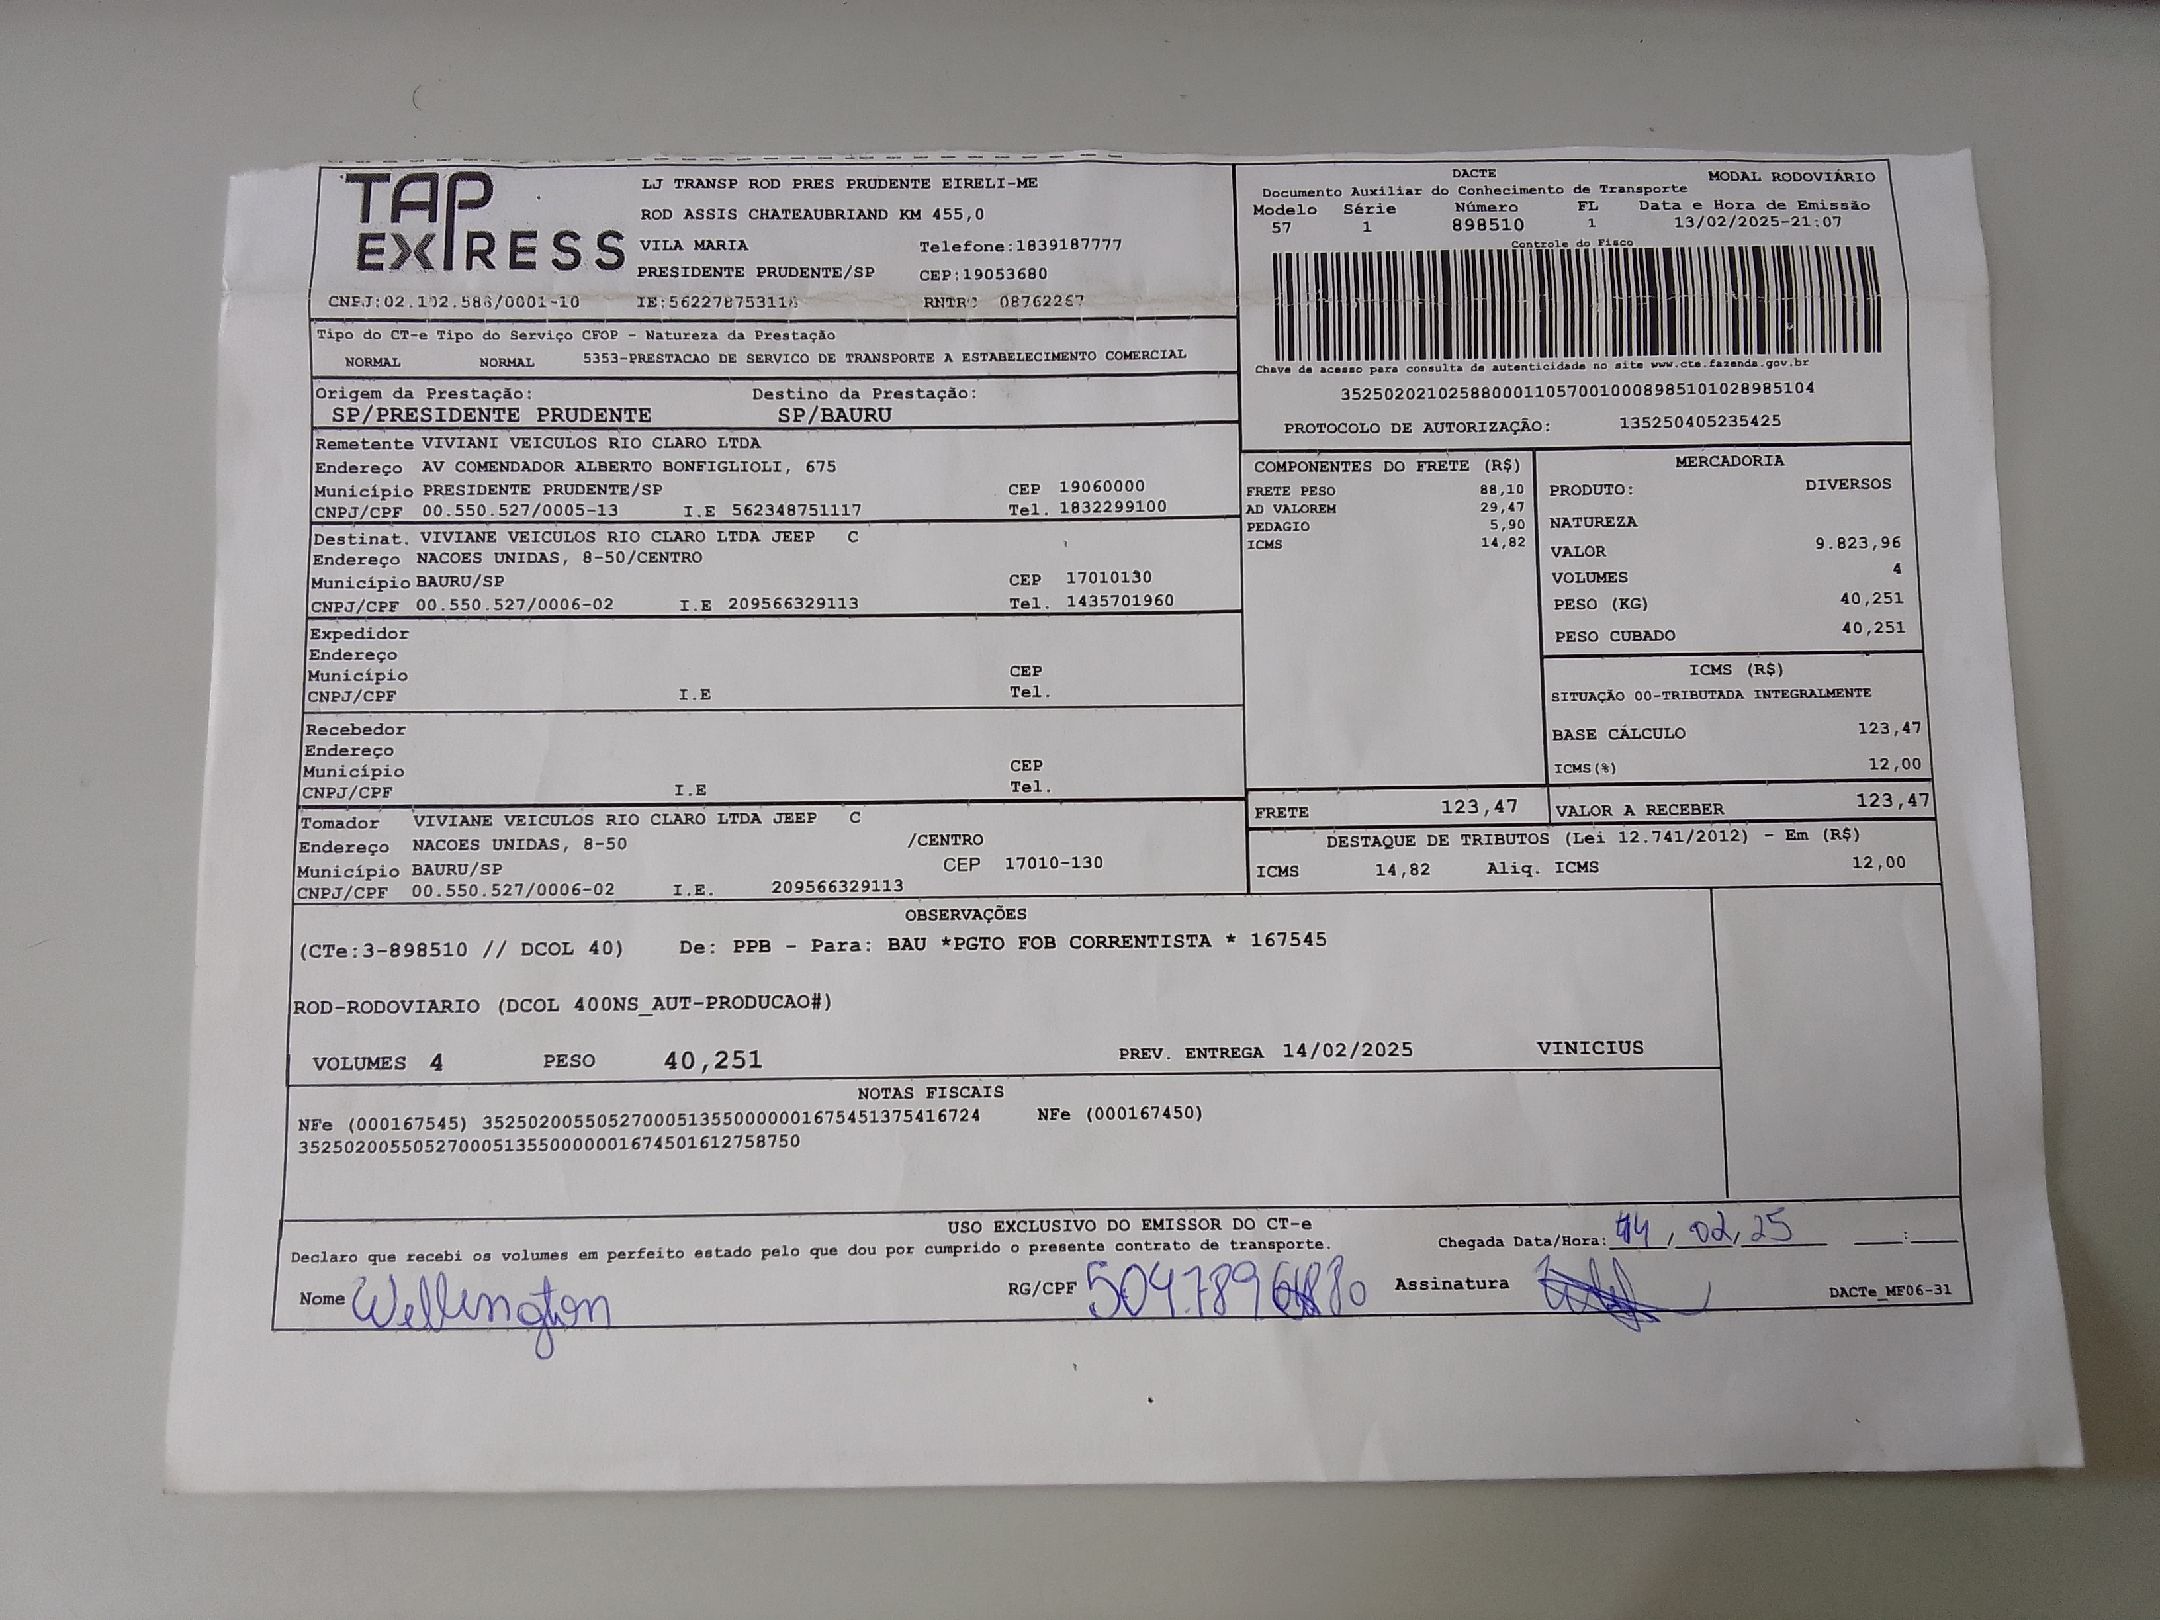 TAP EXPRESS
LJ TRANSP ROD PRES PRUDENTE EIRELI-ME
ROD ASSIS CHATEAUBRIAND KM 455,0
VILA MARIA Telefone:1839187777
PRESIDENTE PRUDENTE/SP CEP:19053680
CNPJ:02.102.588/0001-10 IE:562278753118 RNTRC 08762267
DACTE MODAL RODOVIÁRIO
Documento Auxiliar do Conhecimento de Transporte
Modelo Série Número FL Data e Hora de Emissão
57 1 898510 1 13/02/2025-21:07
Controle do Fisco
Chave de acesso para consulta de autenticidade no site www.cte.fazenda.gov.br
35250202102588000110570010008985101028985104
PROTOCOLO DE AUTORIZAÇÃO: 135250405235425
Tipo do CT-e Tipo do Serviço CFOP - Natureza da Prestação
NORMAL NORMAL 5353-PRESTACAO DE SERVICO DE TRANSPORTE A ESTABELECIMENTO COMERCIAL
Origem da Prestação: Destino da Prestação:
SP/PRESIDENTE PRUDENTE SP/BAURU
Remetente VIVIANI VEICULOS RIO CLARO LTDA
Endereço AV COMENDADOR ALBERTO BONFIGLIOLI, 675
Município PRESIDENTE PRUDENTE/SP CEP 19060000
CNPJ/CPF 00.550.527/0005-13 I.E 562348751117 Tel. 1832299100
Destinat. VIVIANE VEICULOS RIO CLARO LTDA JEEP C
Endereço NACOES UNIDAS, 8-50/CENTRO
Município BAURU/SP CEP 17010130
CNPJ/CPF 00.550.527/0006-02 I.E 209566329113 Tel. 1435701960
Expedidor
Endereço
Município CEP
CNPJ/CPF I.E Tel.
Recebedor
Endereço
Município CEP
CNPJ/CPF I.E Tel.
Tomador VIVIANE VEICULOS RIO CLARO LTDA JEEP C
Endereço NACOES UNIDAS, 8-50 /CENTRO
Município BAURU/SP CEP 17010-130
CNPJ/CPF 00.550.527/0006-02 I.E. 209566329113
COMPONENTES DO FRETE (R$)
FRETE PESO 88,10
AD VALOREM 29,47
PEDAGIO 5,90
ICMS 14,82
MERCADORIA
PRODUTO: DIVERSOS
NATUREZA
VALOR 9.823,96
VOLUMES 4
PESO (KG) 40,251
PESO CUBADO 40,251
ICMS (R$)
SITUAÇÃO 00-TRIBUTADA INTEGRALMENTE
BASE CÁLCULO 123,47
ICMS(%) 12,00
FRETE 123,47 VALOR A RECEBER 123,47
DESTAQUE DE TRIBUTOS (Lei 12.741/2012) - Em (R$)
ICMS 14,82 Aliq. ICMS 12,00
OBSERVAÇÕES
(CTe:3-898510 // DCOL 40) De: PPB - Para: BAU *PGTO FOB CORRENTISTA * 167545
ROD-RODOVIARIO (DCOL 400NS_AUT-PRODUCAO#)
VOLUMES 4 PESO 40,251 PREV. ENTREGA 14/02/2025 VINICIUS
NOTAS FISCAIS
NFe (000167545) 35250200550527000513550000001675451375416724 NFe (000167450)
35250200550527000513550000001674501612758750
USO EXCLUSIVO DO EMISSOR DO CT-e
Declaro que recebi os volumes em perfeito estado pelo que dou por cumprido o presente contrato de transporte. Chegada Data/Hora: 14/02/25 :
Nome Wellington RG/CPF Assinatura DACTe_MF06-31